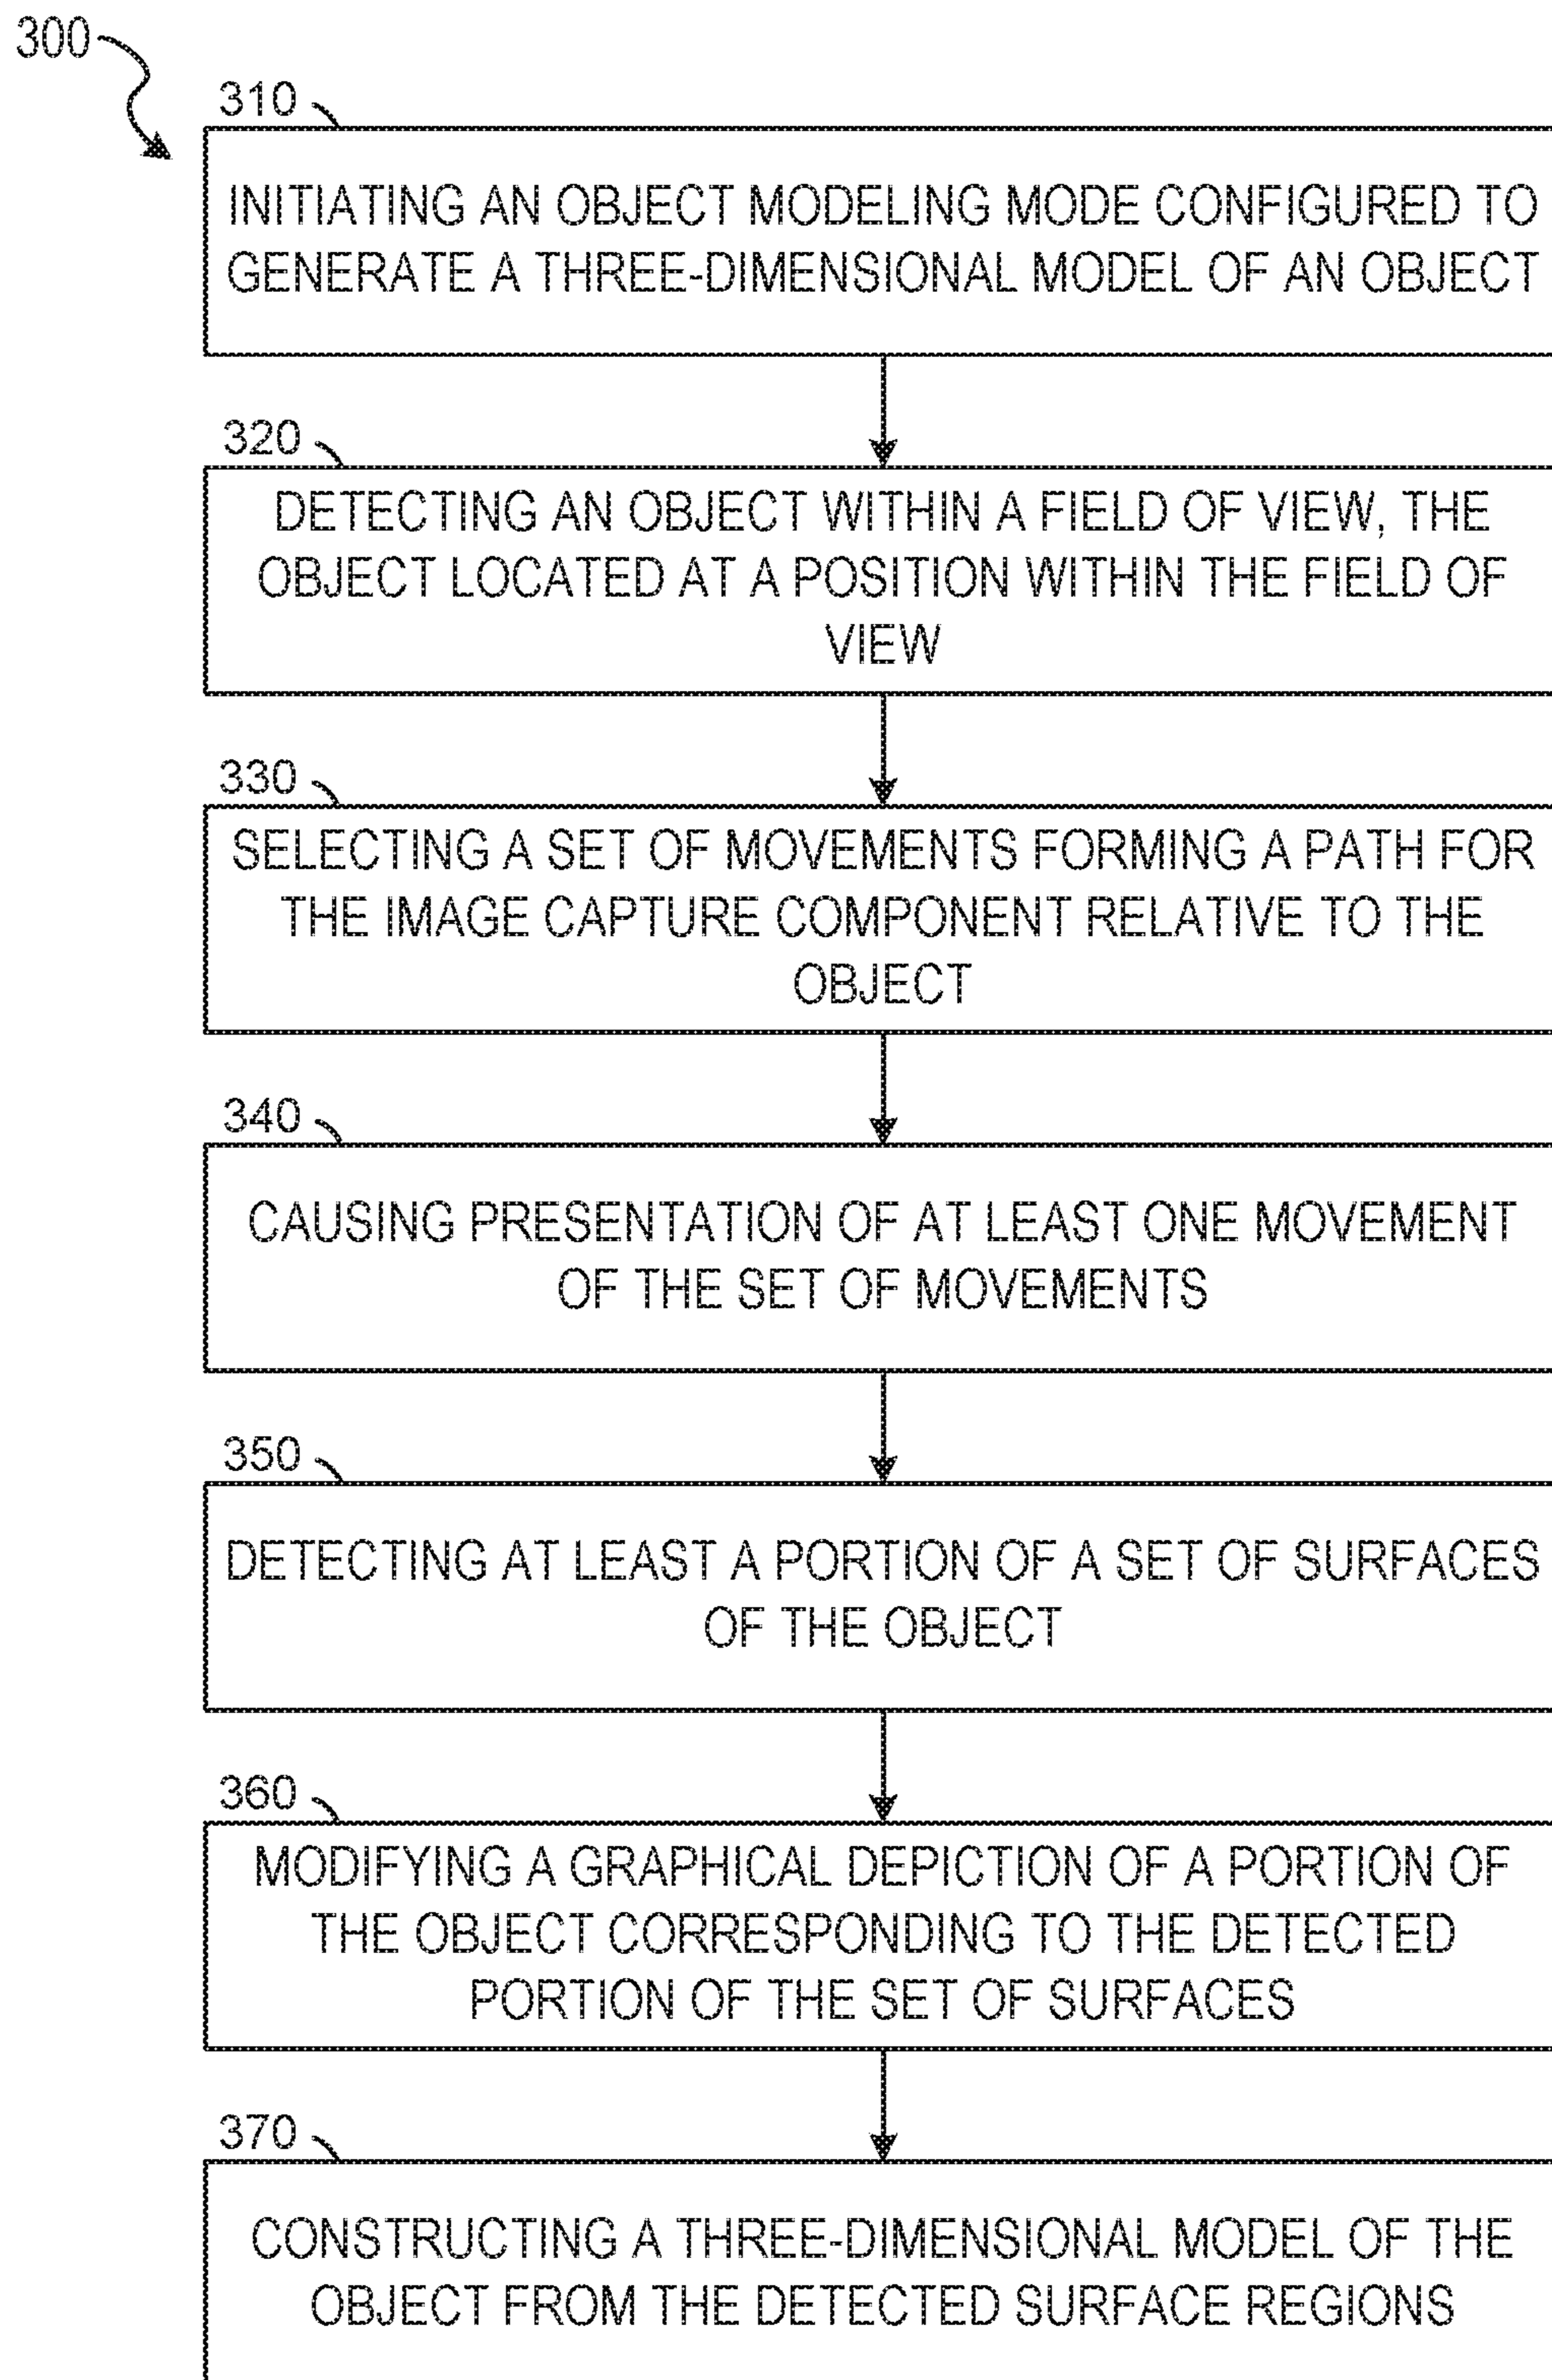 300
310
INITIATING AN OBJECT MODELING MODE CONFIGURED TO
GENERATE A THREE-DIMENSIONAL MODEL OF AN OBJECT
320
DETECTING AN OBJECT WITHIN A FIELD OF VIEW, THE
OBJECT LOCATED AT A POSITION WITHIN THE FIELD OF
VIEW
330
SELECTING A SET OF MOVEMENTS FORMING A PATH FOR
THE IMAGE CAPTURE COMPONENT RELATIVE TO THE
OBJECT
340
CAUSING PRESENTATION OF AT LEAST ONE MOVEMENT
OF THE SET OF MOVEMENTS
350
DETECTING AT LEAST A PORTION OF A SET OF SURFACES
OF THE OBJECT
360
MODIFYING A GRAPHICAL DEPICTION OF A PORTION OF
THE OBJECT CORRESPONDING TO THE DETECTED
PORTION OF THE SET OF SURFACES
370
CONSTRUCTING A THREE-DIMENSIONAL MODEL OF THE
OBJECT FROM THE DETECTED SURFACE REGIONS